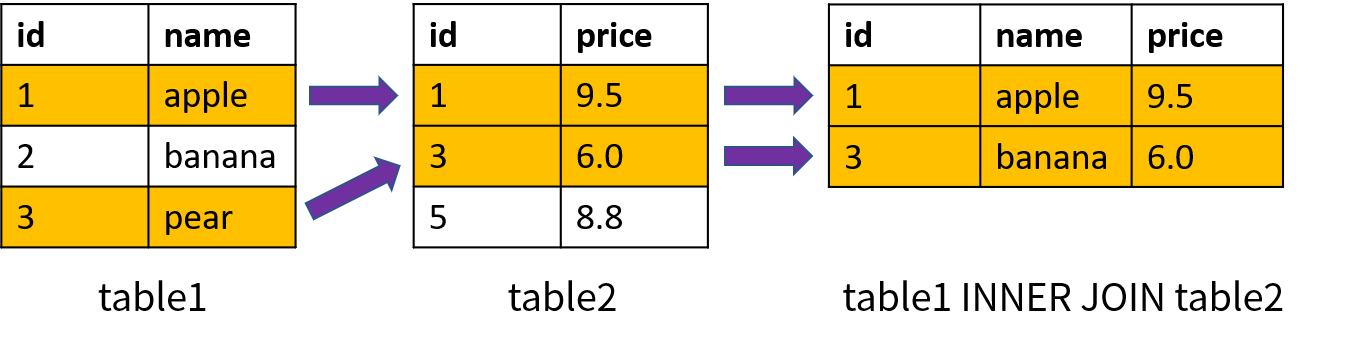 id name
1 apple
2 banana
3 pear
table1
id price
1 9.5
3 6.0
5 8.8
table2
id name price
1 apple 9.5
3 banana 6.0
table1 INNER JOIN table2